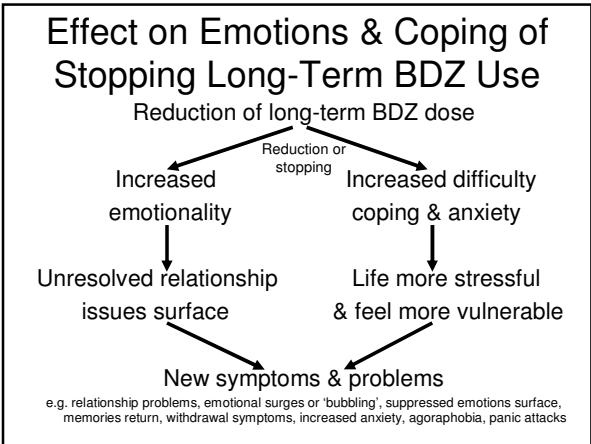 Effect on Emotions & Coping of
Stopping Long-Term BDZ Use
Reduction of long-term BDZ dose
Reduction or
stopping
Increased
emotionality
Increased difficulty
coping & anxiety
Unresolved relationship
issues surface
Life more stressful
& feel more vulnerable
New symptoms & problems
e.g. relationship problems, emotional surges or ‘bubbling’, suppressed emotions surface,
memories return, withdrawal symptoms, increased anxiety, agoraphobia, panic attacks